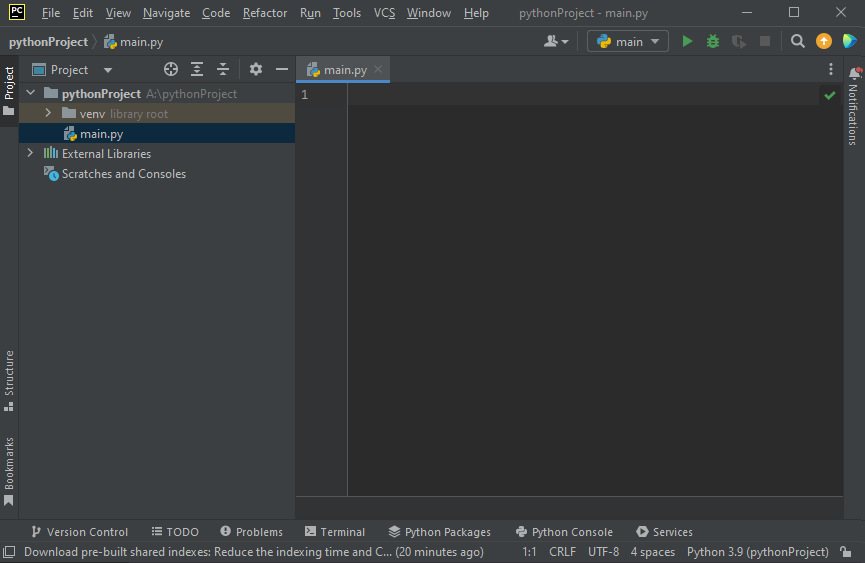 PC File Edit View Navigate Code Refactor Run Tools VCS Window Help pythonProject - main.py
pythonProject main.py main
Project Project main.py
Notifications
pythonProject A:\pythonProject
1
venv library root
main.py
External Libraries
Scratches and Consoles
Structure
Bookmarks
Version Control TODO Problems Terminal Python Packages Python Console Services
Download pre-built shared indexes: Reduce the indexing time and C... (20 minutes ago) 1:1 CRLF UTF-8 4 spaces Python 3.9 (pythonProject)